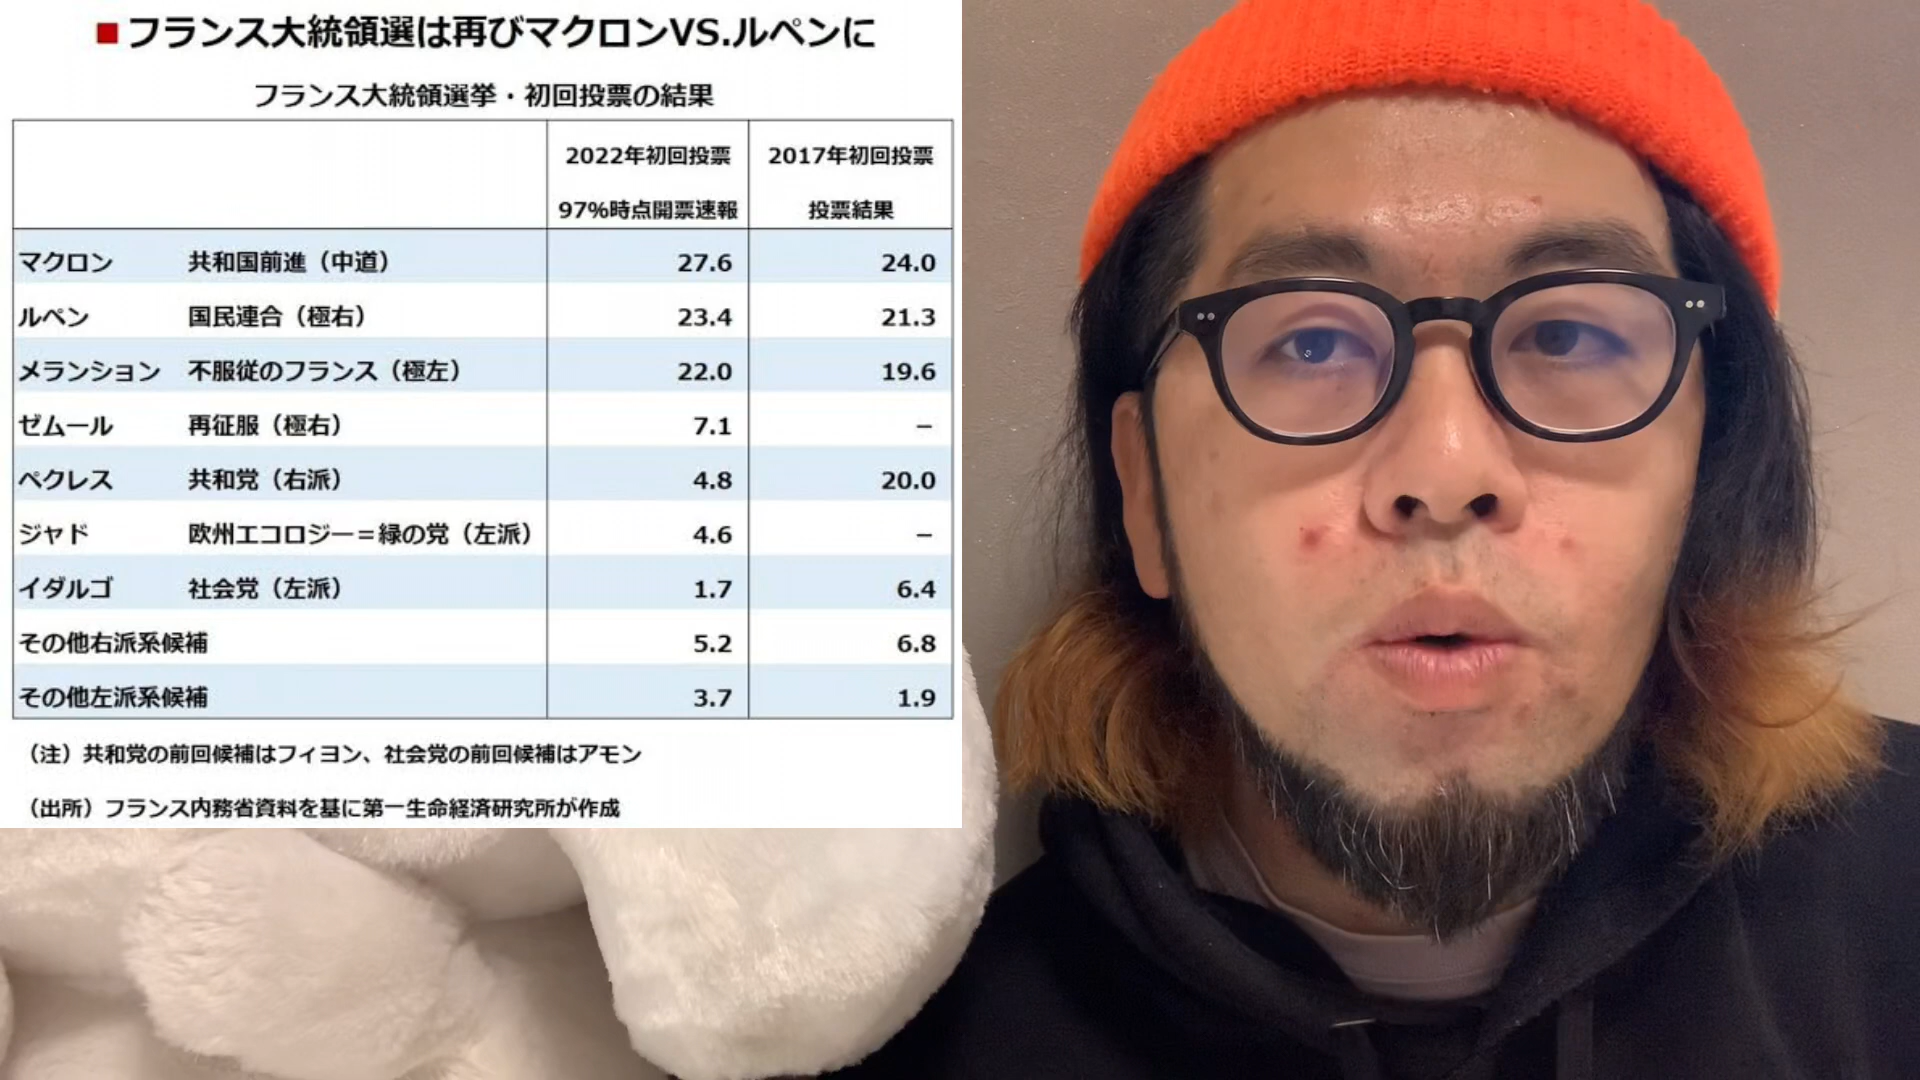 ■フランス大統領選は再びマクロンVS.ルペンに
フランス大統領選挙・初回投票の結果
2022年初回投票 2017年初回投票
97%時点開票速報 投票結果
マクロン 共和国前進（中道） 27.6 24.0
ルペン 国民連合（極右） 23.4 21.3
メランション 不服従のフランス（極左） 22.0 19.6
ゼムール 再征服（極右） 7.1 −
ペクレス 共和党（右派） 4.8 20.0
ジャド 欧州エコロジー＝緑の党（左派） 4.6 −
イダルゴ 社会党（左派） 1.7 6.4
その他右派系候補 5.2 6.8
その他左派系候補 3.7 1.9
（注）共和党の前回候補はフィヨン、社会党の前回候補はアモン
（出所）フランス内務省資料を基に第一生命経済研究所が作成